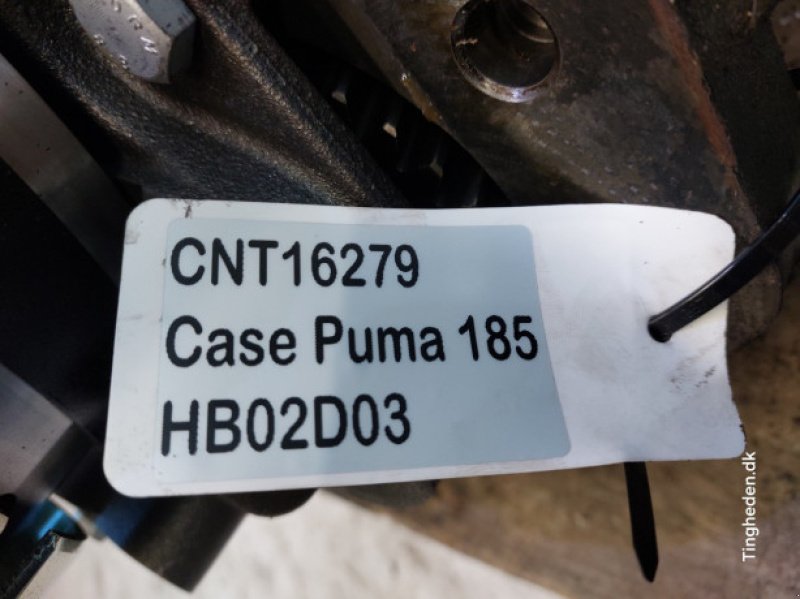 CNT16279
Case Puma 185
HB02D03
Tingheden.dk